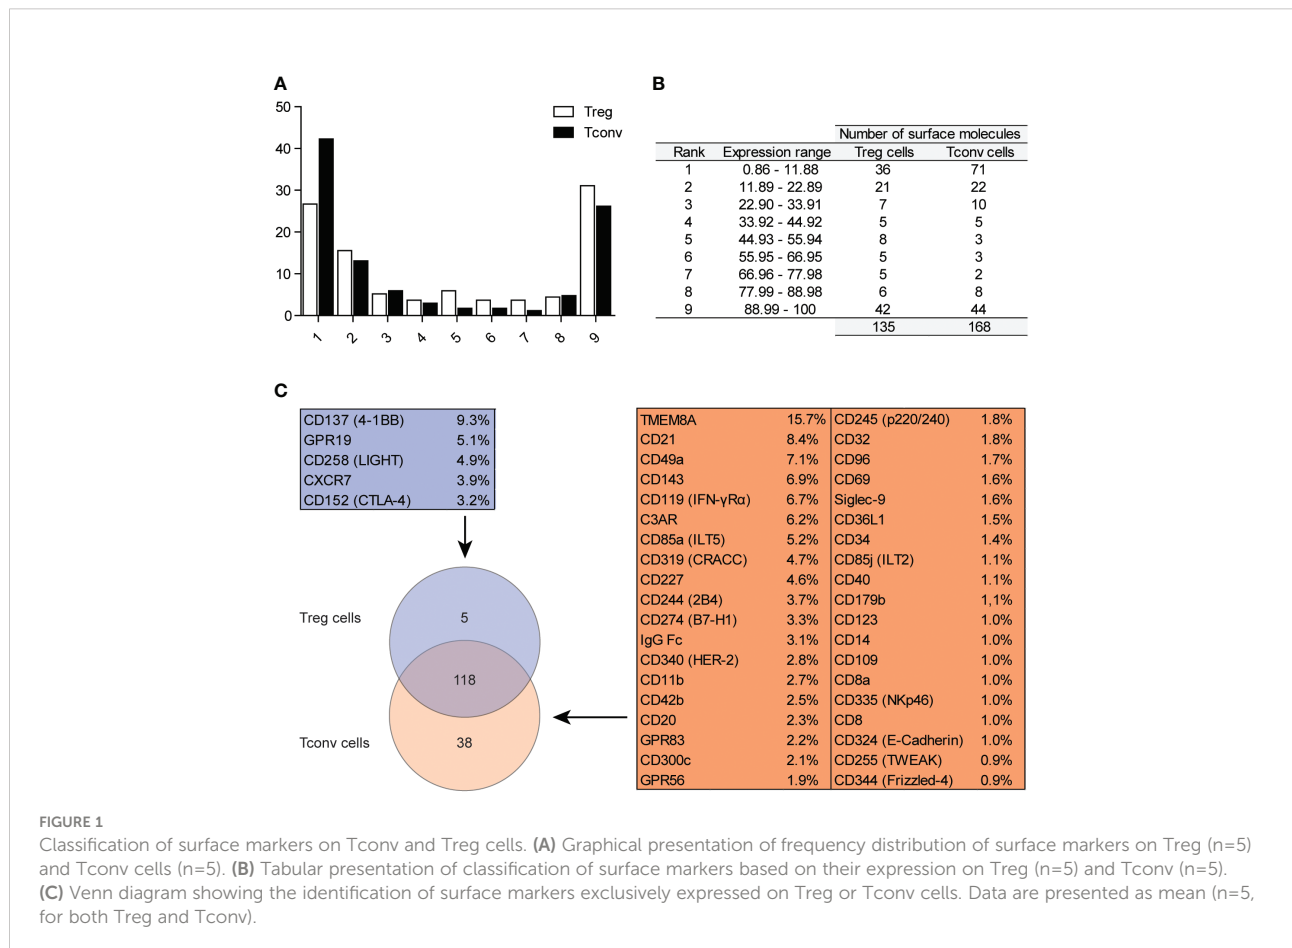 A
50
40
30
20
10
0
Treg
Tconv
1 2 3 4 5 6 7 8 9
B
Number of surface molecules
Rank Expression range Treg cells Tconv cells
1 0.86 - 11.88 36 71
2 11.89 - 22.89 21 22
3 22.90 - 33.91 7 10
4 33.92 - 44.92 5 5
5 44.93 - 55.94 8 3
6 55.95 - 66.95 5 3
7 66.96 - 77.98 5 2
8 77.99 - 88.98 6 8
9 88.99 - 100 42 44
135 168
C
CD137 (4-1BB) 9.3%
GPR19 5.1%
CD258 (LIGHT) 4.9%
CXCR7 3.9%
CD152 (CTLA-4) 3.2%
Treg cells 5
118
Tconv cells 38
TMEM8A 15.7% CD245 (p220/240) 1.8%
CD21 8.4% CD32 1.8%
CD49a 7.1% CD96 1.7%
CD143 6.9% CD69 1.6%
CD119 (IFN-γRα) 6.7% Siglec-9 1.6%
C3AR 6.2% CD36L1 1.5%
CD85a (ILT5) 5.2% CD34 1.4%
CD319 (CRACC) 4.7% CD85j (ILT2) 1.1%
CD227 4.6% CD40 1.1%
CD244 (2B4) 3.7% CD179b 1,1%
CD274 (B7-H1) 3.3% CD123 1.0%
IgG Fc 3.1% CD14 1.0%
CD340 (HER-2) 2.8% CD109 1.0%
CD11b 2.7% CD8a 1.0%
CD42b 2.5% CD335 (NKp46) 1.0%
CD20 2.3% CD8 1.0%
GPR83 2.2% CD324 (E-Cadherin) 1.0%
CD300c 2.1% CD255 (TWEAK) 0.9%
GPR56 1.9% CD344 (Frizzled-4) 0.9%
FIGURE 1
Classification of surface markers on Tconv and Treg cells. (A) Graphical presentation of frequency distribution of surface markers on Treg (n=5)
and Tconv cells (n=5). (B) Tabular presentation of classification of surface markers based on their expression on Treg (n=5) and Tconv (n=5).
(C) Venn diagram showing the identification of surface markers exclusively expressed on Treg or Tconv cells. Data are presented as mean (n=5,
for both Treg and Tconv).